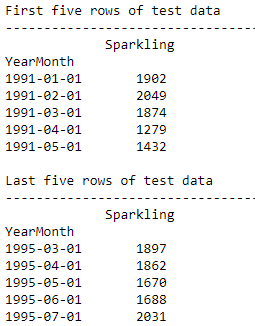 First five rows of test data
---------------------------------
Sparkling
YearMonth
1991-01-01 1902
1991-02-01 2049
1991-03-01 1874
1991-04-01 1279
1991-05-01 1432
Last five rows of test data
---------------------------------
Sparkling
YearMonth
1995-03-01 1897
1995-04-01 1862
1995-05-01 1670
1995-06-01 1688
1995-07-01 2031